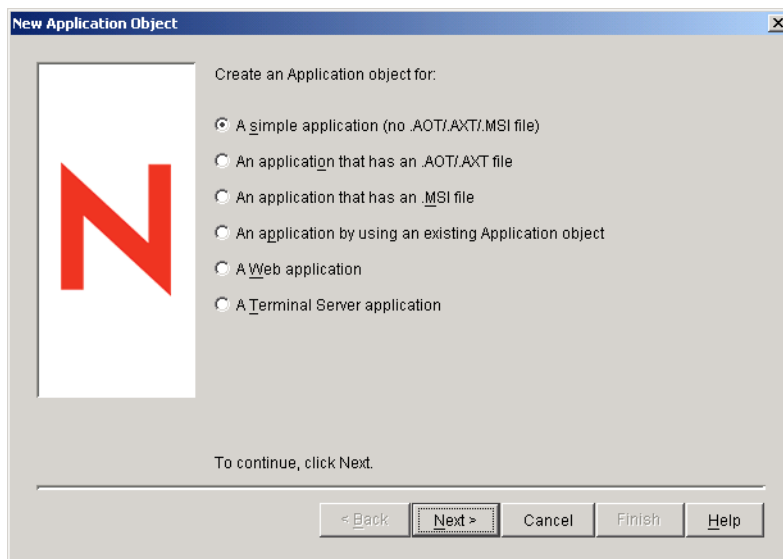 New Application Object
Create an Application object for:
A simple application (no .AOT/.AXT/.MSI file)
An application that has an .AOT/.AXT file
An application that has an .MSI file
An application by using an existing Application object
A Web application
A Terminal Server application
To continue, click Next.
< Back Next > Cancel Finish Help